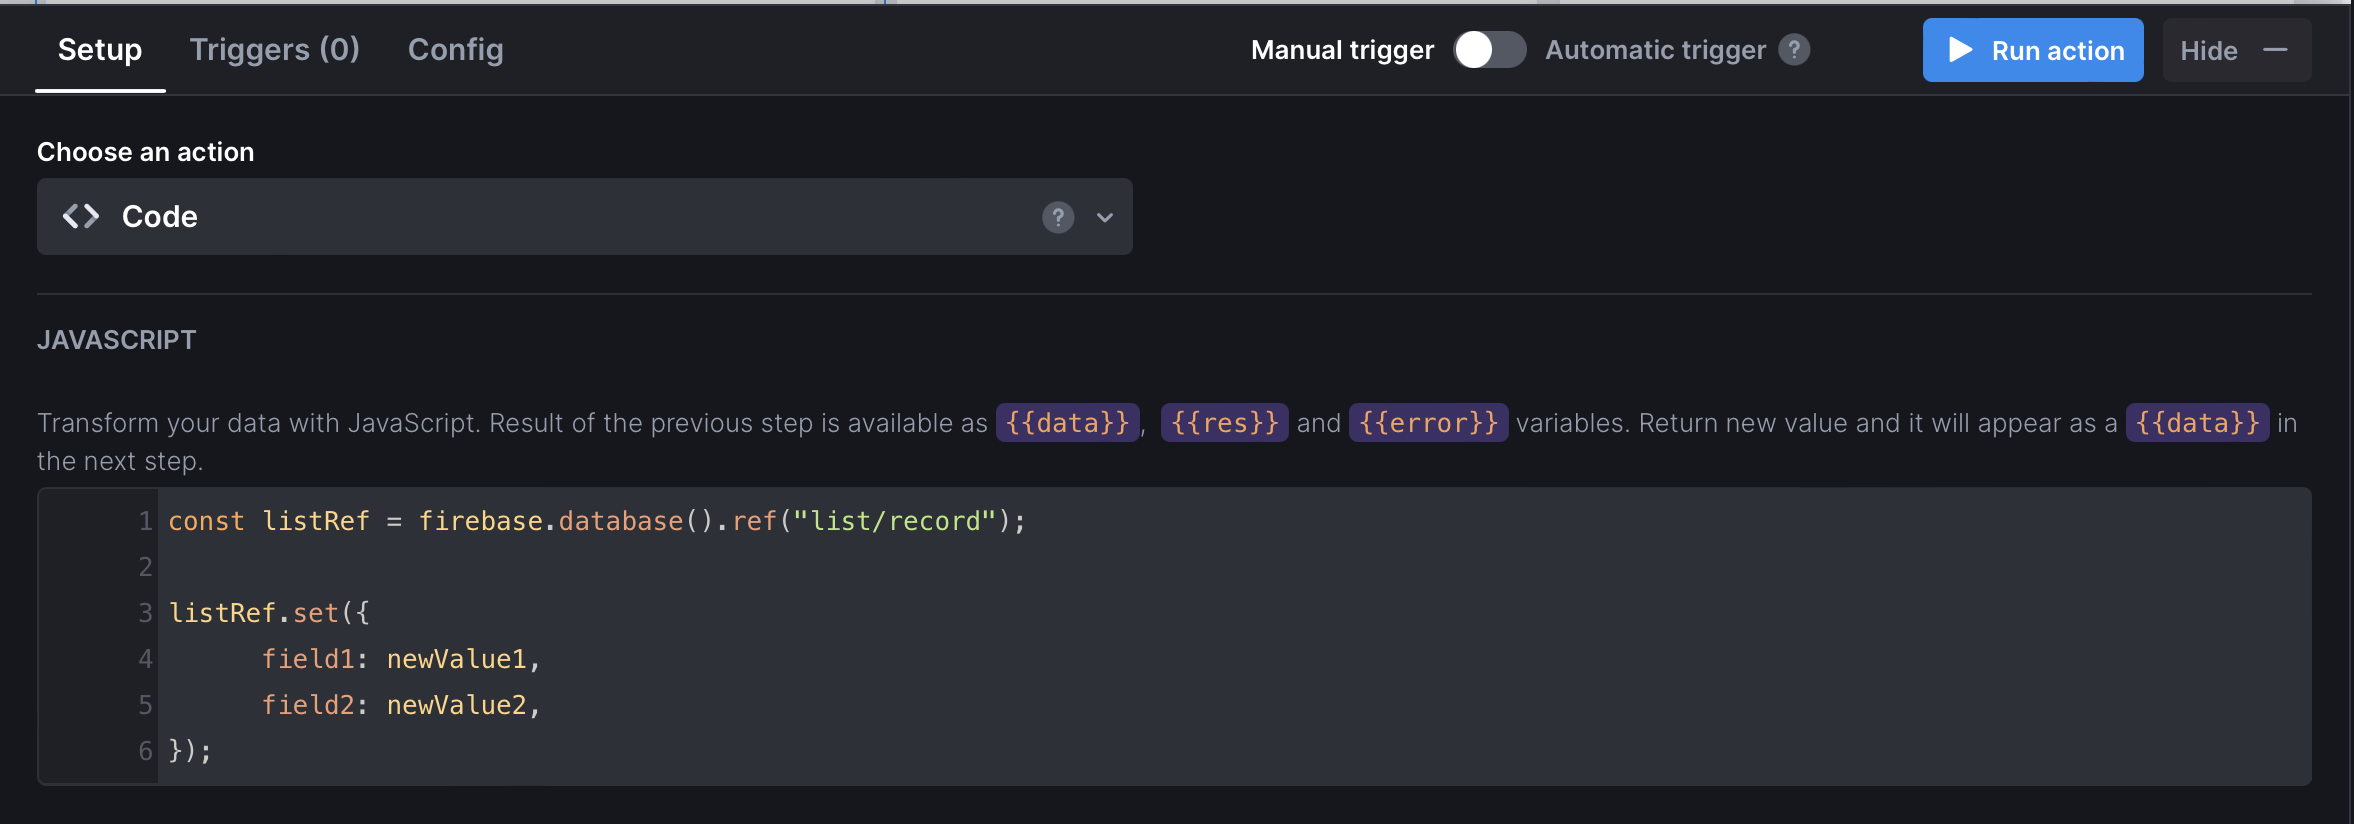 Setup Triggers (0) Config Manual trigger Automatic trigger ? Run action Hide
Choose an action
<> Code ?
JAVASCRIPT
Transform your data with JavaScript. Result of the previous step is available as {{data}}, {{res}} and {{error}} variables. Return new value and it will appear as a {{data}} in
the next step.
1 const listRef = firebase.database().ref("list/record");
2
3 listRef.set({
4 field1: newValue1,
5 field2: newValue2,
6 });